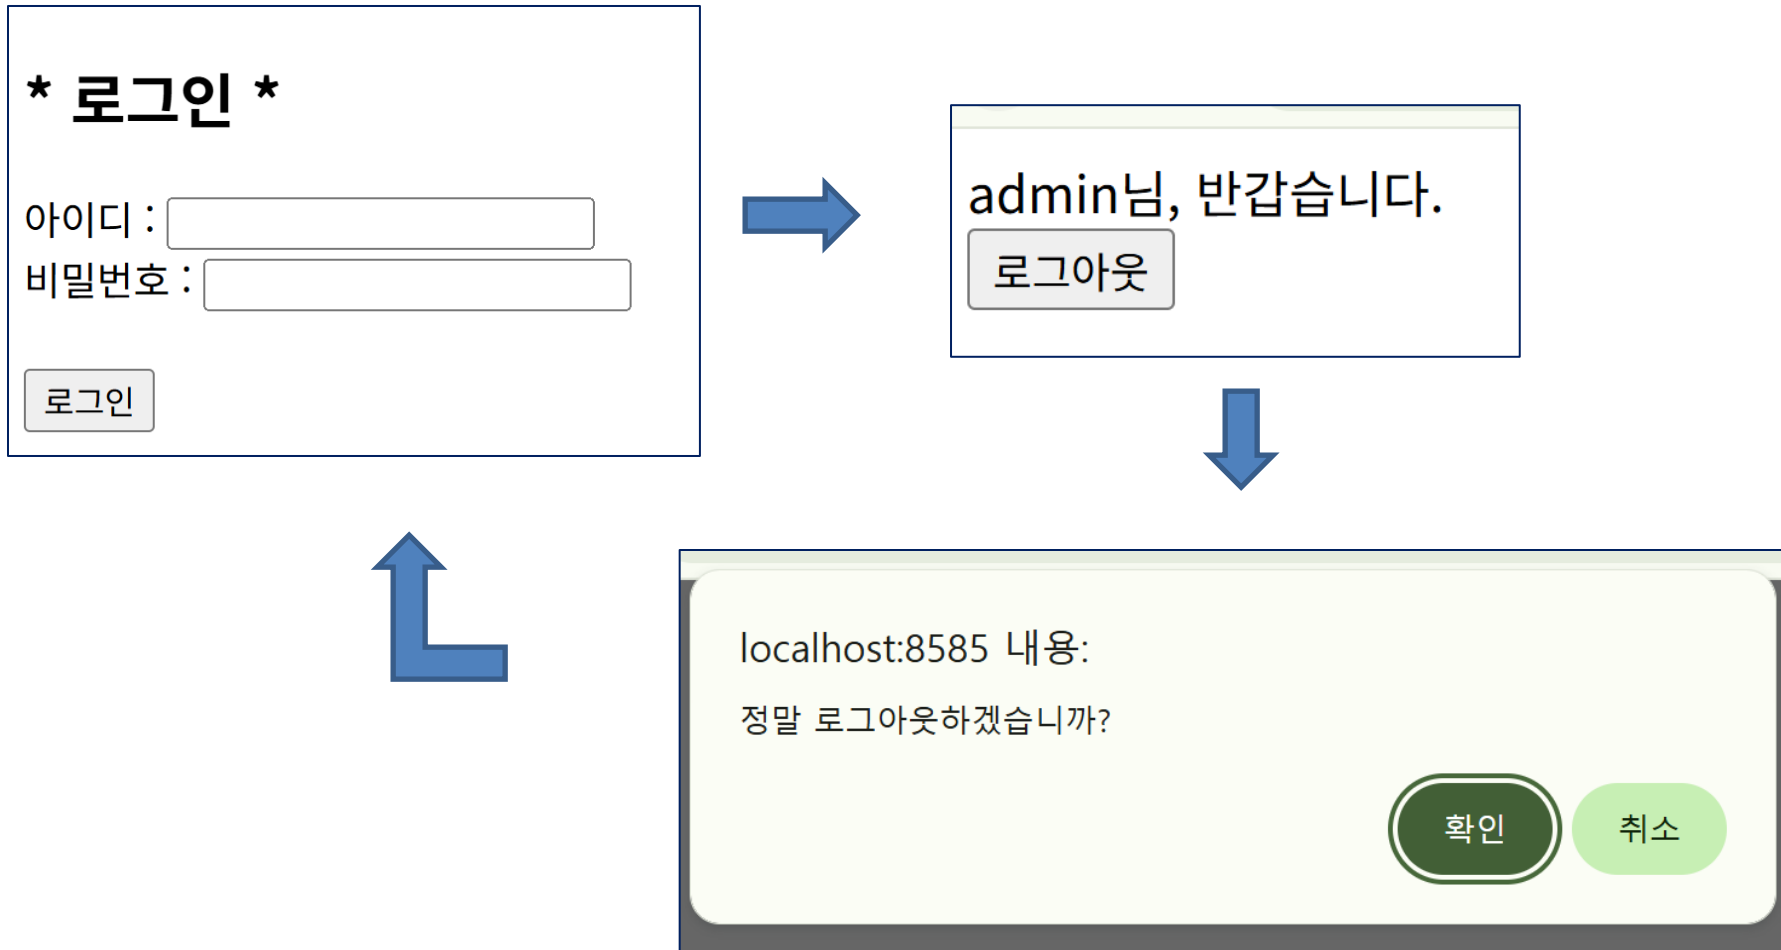 * 로그인 *
아이디 :
비밀번호 :
로그인
admin님, 반갑습니다.
로그아웃
localhost:8585 내용:
정말 로그아웃하겠습니까?
확인
취소